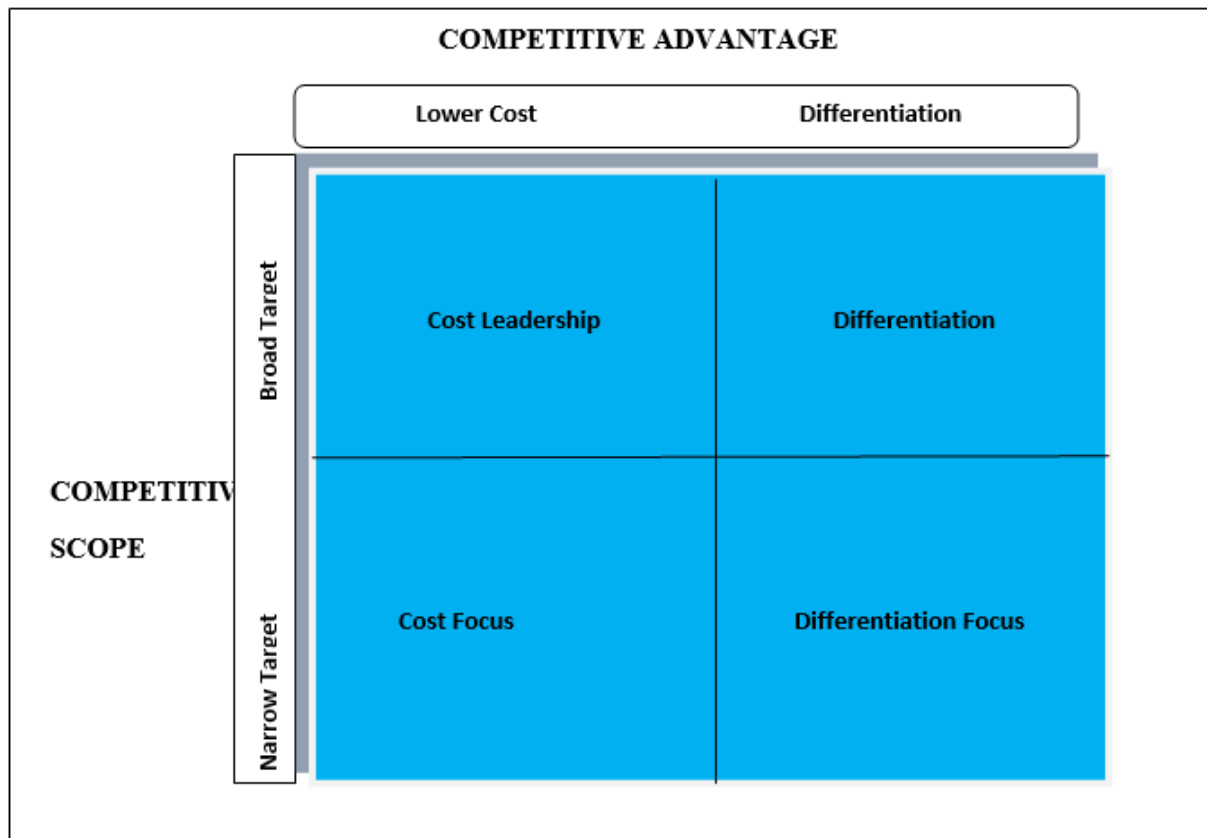 COMPETITIVE ADVANTAGE
Lower Cost Differentiation
Broad Target
Cost Leadership Differentiation
COMPETITIV
SCOPE
Narrow Target
Cost Focus Differentiation Focus